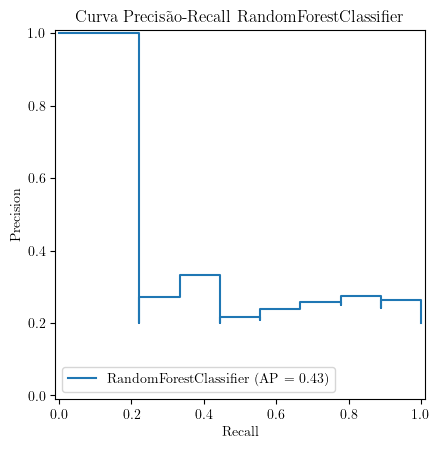 Curva Precisão-Recall RandomForestClassifier
1.0
0.8
0.6
0.4
0.2
0.0
Precision
RandomForestClassifier (AP = 0.43)
0.0 0.2 0.4 0.6 0.8 1.0
Recall